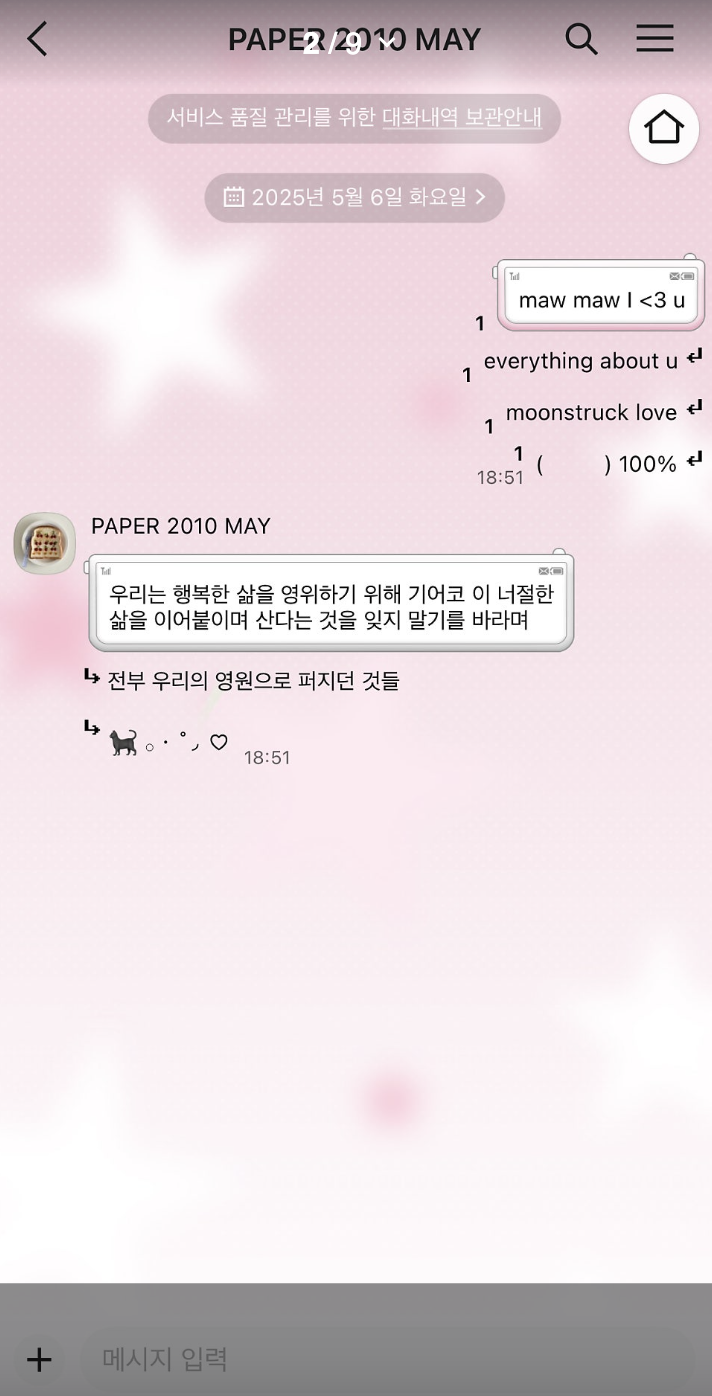 PAPER 2010 MAY
2 / 9
서비스 품질 관리를 위한 대화내역 보관안내
2025년 5월 6일 화요일 >
maw maw I <3 u
1
everything about u
1
moonstruck love
1
( ) 100%
1
18:51
PAPER 2010 MAY
우리는 행복한 삶을 영위하기 위해 기어코 이 너절한
삶을 이어붙이며 산다는 것을 잊지 말기를 바라며
전부 우리의 영원으로 퍼지던 것들
🐈‍⬛ 。· ˚◞ ♡
18:51
메시지 입력